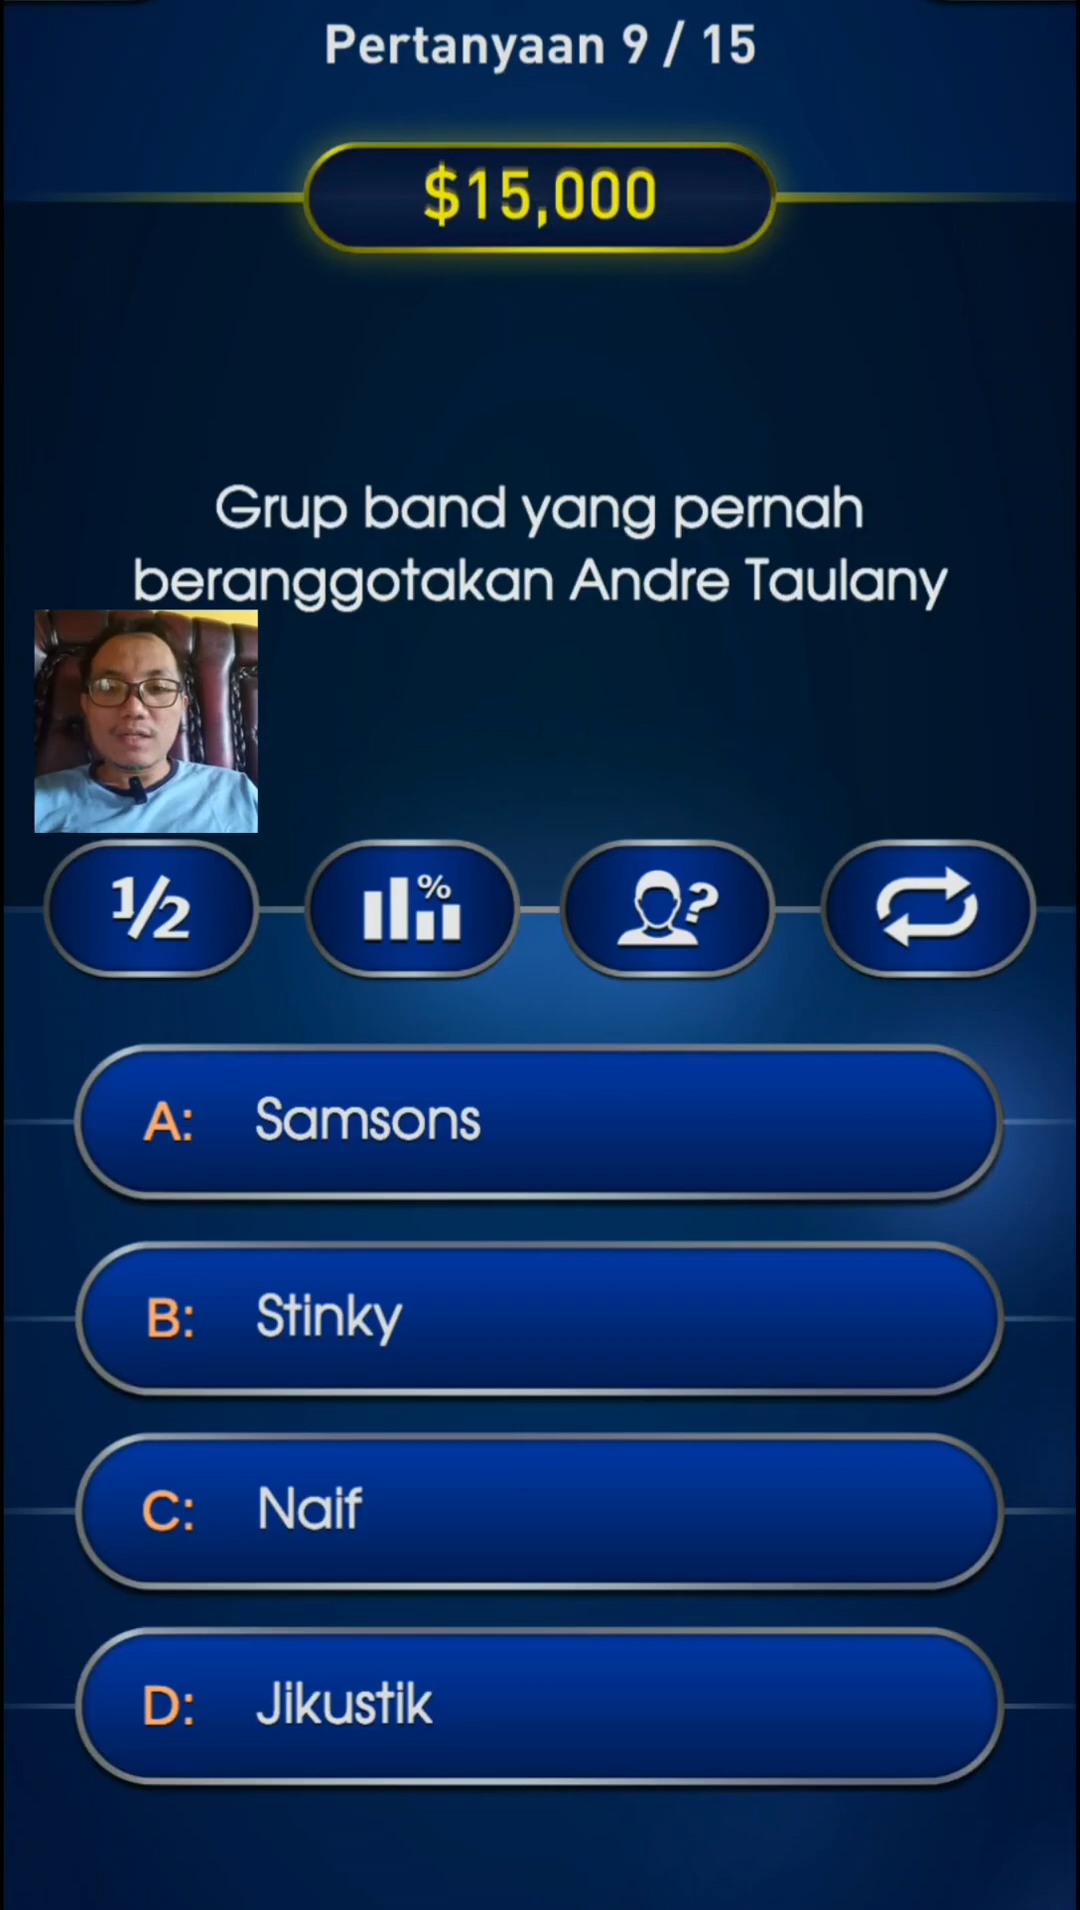 Pertanyaan 9 / 15
$15,000
Grup band yang pernah
beranggotakan Andre Taulany
1/2
%
?
A: Samsons
B: Stinky
C: Naif
D: Jikustik